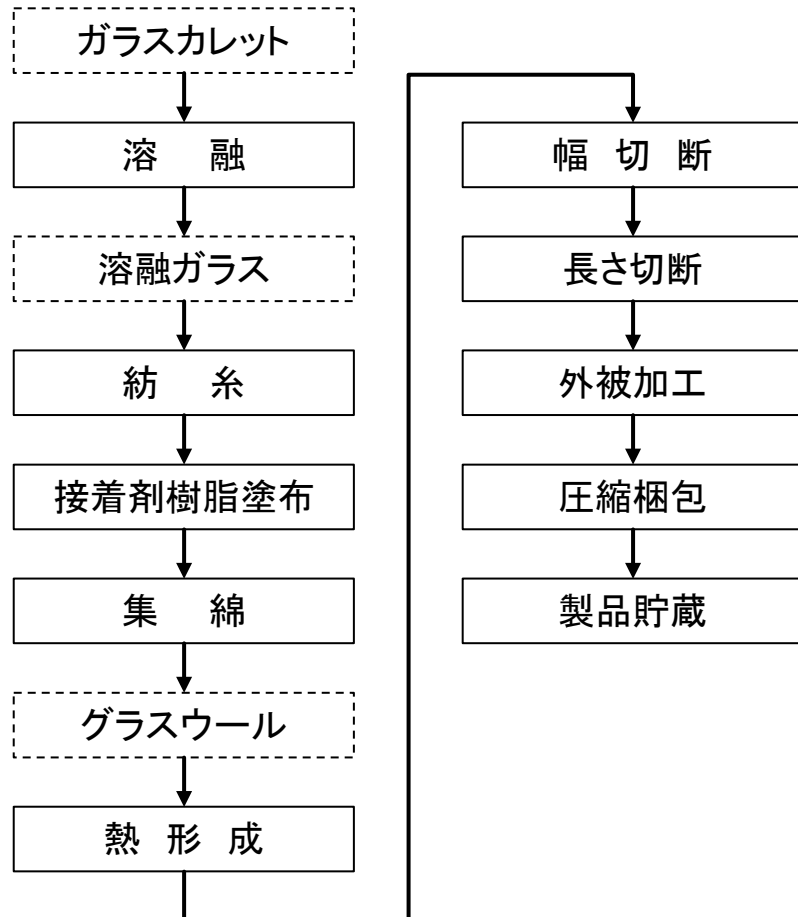 ガラスカレット
溶融
溶融ガラス
紡糸
接着剤樹脂塗布
集綿
グラスウール
熱形成
幅切断
長さ切断
外被加工
圧縮梱包
製品貯蔵